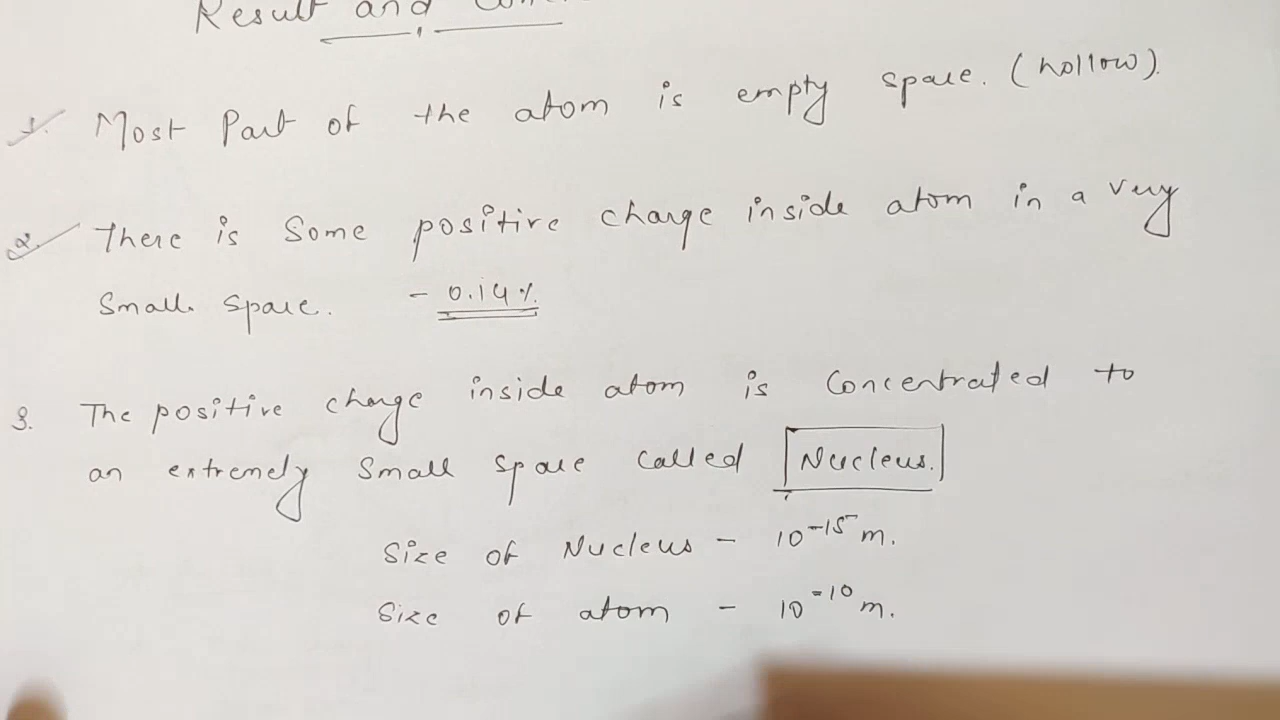 Result and
1. Most Part of the atom is empty space. (hollow).
2. There is Some positive charge inside atom in a very
Small space. - 0.14%.
3. The positive charge inside atom is Concentrated to
an extremely Small space called Nucleus.
Size of Nucleus - 10⁻¹⁵ m.
Size of atom - 10⁻¹⁰ m.